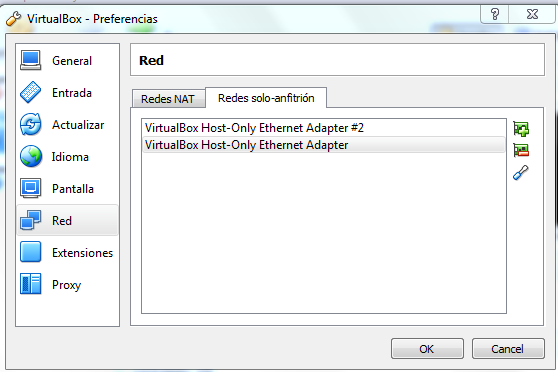 VirtualBox - Preferencias
General
Entrada
Actualizar
Idioma
Pantalla
Red
Extensiones
Proxy
Red
Redes NAT
Redes solo-anfitrión
VirtualBox Host-Only Ethernet Adapter #2
VirtualBox Host-Only Ethernet Adapter
OK
Cancel